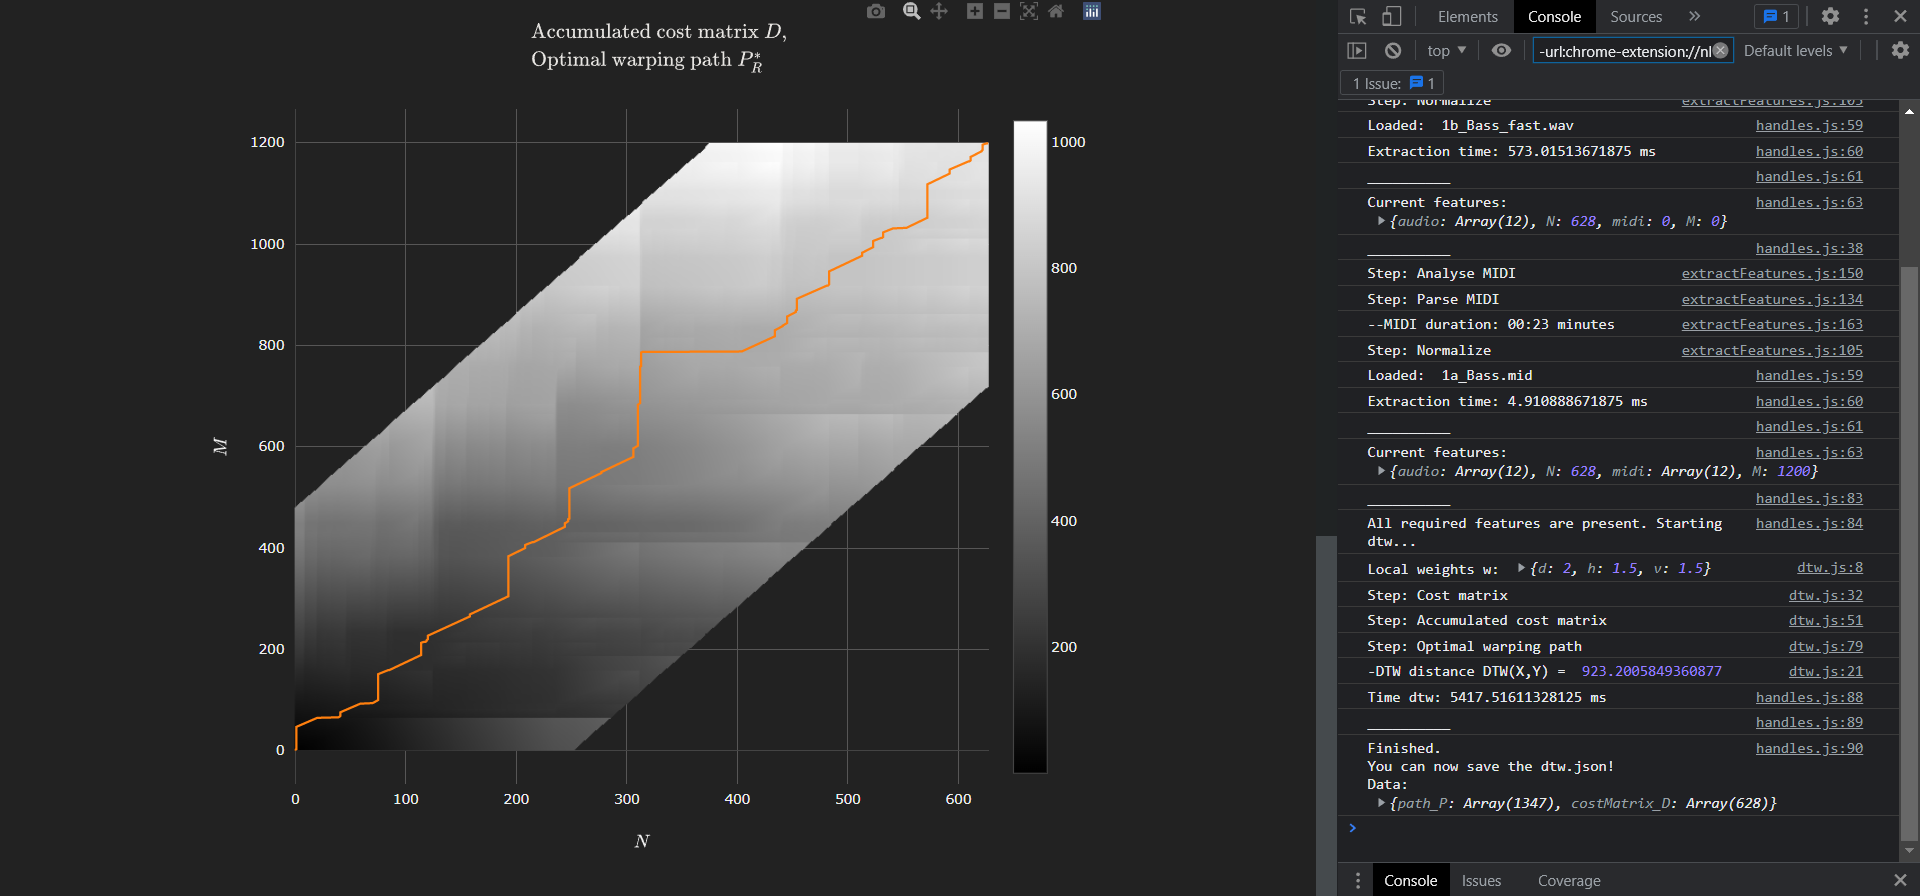 Accumulated cost matrix D,
Optimal warping path P*R
1200
1000
800
600
400
200
0
M
0 100 200 300 400 500 600
N
1000
800
600
400
200
Elements Console Sources 1
top -url:chrome-extension://nl Default levels
1 Issue: 1
Step: Normalize extractFeatures.js:105
Loaded: 1b_Bass_fast.wav handles.js:59
Extraction time: 573.01513671875 ms handles.js:60
__________ handles.js:61
Current features: handles.js:63
{audio: Array(12), N: 628, midi: 0, M: 0}
__________ handles.js:38
Step: Analyse MIDI extractFeatures.js:150
Step: Parse MIDI extractFeatures.js:134
--MIDI duration: 00:23 minutes extractFeatures.js:163
Step: Normalize extractFeatures.js:105
Loaded: 1a_Bass.mid handles.js:59
Extraction time: 4.910888671875 ms handles.js:60
__________ handles.js:61
Current features: handles.js:63
{audio: Array(12), N: 628, midi: Array(12), M: 1200}
__________ handles.js:83
All required features are present. Starting handles.js:84
dtw...
Local weights w: {d: 2, h: 1.5, v: 1.5} dtw.js:8
Step: Cost matrix dtw.js:32
Step: Accumulated cost matrix dtw.js:51
Step: Optimal warping path dtw.js:79
-DTW distance DTW(X,Y) = 923.2005849360877 dtw.js:21
Time dtw: 5417.51611328125 ms handles.js:88
__________ handles.js:89
Finished. handles.js:90
You can now save the dtw.json!
Data:
{path_P: Array(1347), costMatrix_D: Array(628)}
Console Issues Coverage